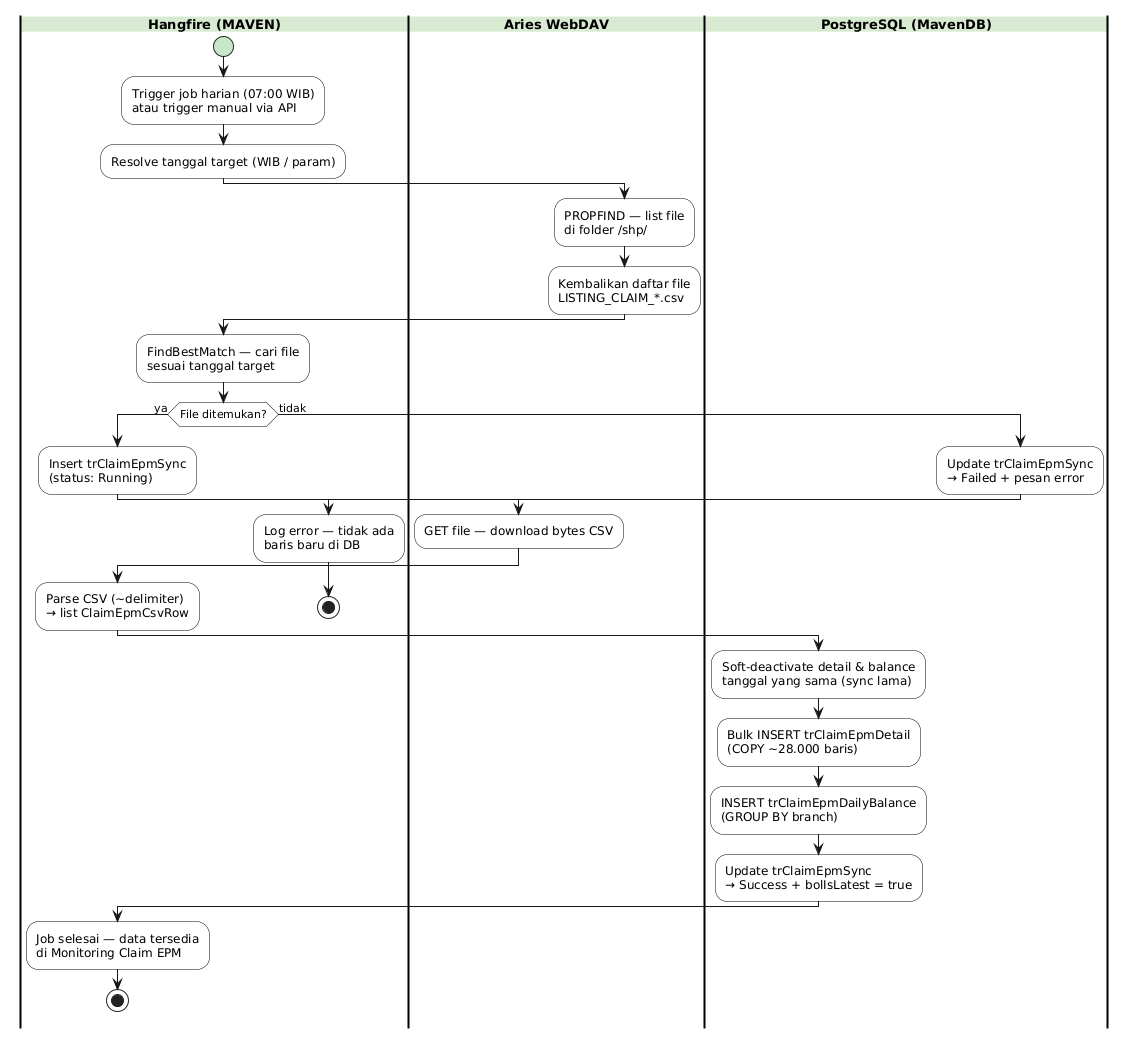 Hangfire (MAVEN)
Aries WebDAV
PostgreSQL (MavenDB)
Trigger job harian (07:00 WIB)
atau trigger manual via API
Resolve tanggal target (WIB / param)
PROPFIND — list file
di folder /shp/
Kembalikan daftar file
LISTING_CLAIM_*.csv
FindBestMatch — cari file
sesuai tanggal target
ya
File ditemukan?
tidak
Insert trClaimEpmSync
(status: Running)
Update trClaimEpmSync
→ Failed + pesan error
Log error — tidak ada
baris baru di DB
GET file — download bytes CSV
Parse CSV (~delimiter)
→ list ClaimEpmCsvRow
Soft-deactivate detail & balance
tanggal yang sama (sync lama)
Bulk INSERT trClaimEpmDetail
(COPY ~28.000 baris)
INSERT trClaimEpmDailyBalance
(GROUP BY branch)
Update trClaimEpmSync
→ Success + bolIsLatest = true
Job selesai — data tersedia
di Monitoring Claim EPM